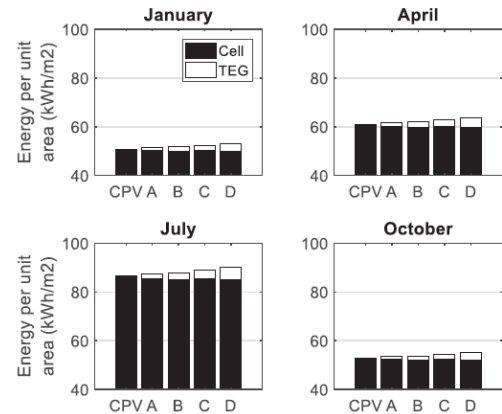 January
Energy per unit
area (kWh/m2)
100
80
60
40
Cell
TEG
CPV A B C D
April
100
80
60
40
CPV A B C D
July
Energy per unit
area (kWh/m2)
100
80
60
40
CPV A B C D
October
100
80
60
40
CPV A B C D